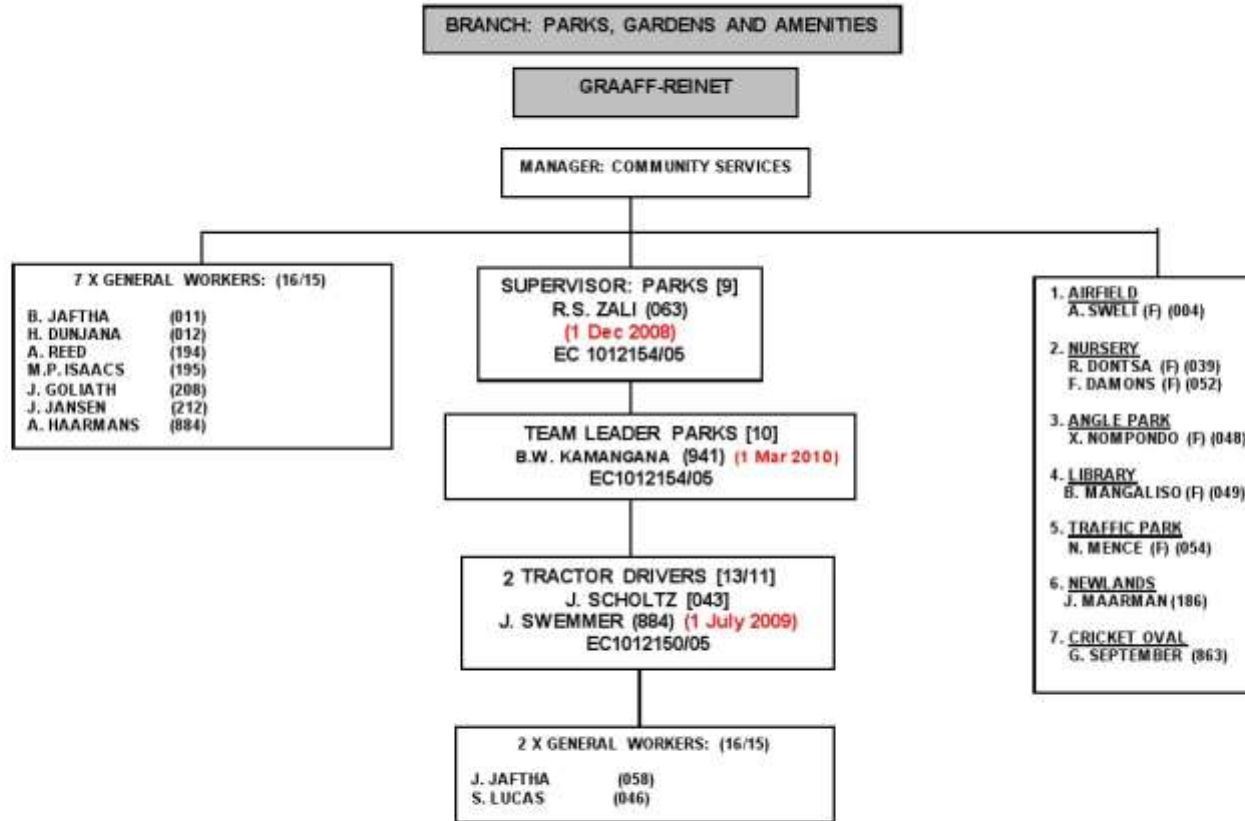 BRANCH: PARKS, GARDENS AND AMENITIES
GRAAFF-REINET
MANAGER: COMMUNITY SERVICES
7 X GENERAL WORKERS: (16/15)
B. JAFTHA (011)
H. DUNJANA (012)
A. REED (194)
M.P. ISAACS (195)
J. GOLIATH (208)
J. JANSEN (212)
A. HAARMANS (884)
SUPERVISOR: PARKS [9]
R.S. ZALI (063)
(1 Dec 2008)
EC 1012154/05
TEAM LEADER PARKS [10]
B.W. KAMANGANA (941) (1 Mar 2010)
EC1012154/05
2 TRACTOR DRIVERS [13/11]
J. SCHOLTZ [043]
J. SWEMMER (884) (1 July 2009)
EC1012150/05
2 X GENERAL WORKERS: (16/15)
J. JAFTHA (058)
S. LUCAS (046)
1. AIRFIELD
A. SWELI (F) (004)
2. NURSERY
R. DONTSA (F) (039)
F. DAMONS (F) (052)
3. ANGLE PARK
X. NOMPONDO (F) (048)
4. LIBRARY
B. MANGALISO (F) (049)
5. TRAFFIC PARK
N. MENCE (F) (054)
6. NEWLANDS
J. MAARMAN (186)
7. CRICKET OVAL
G. SEPTEMBER (863)